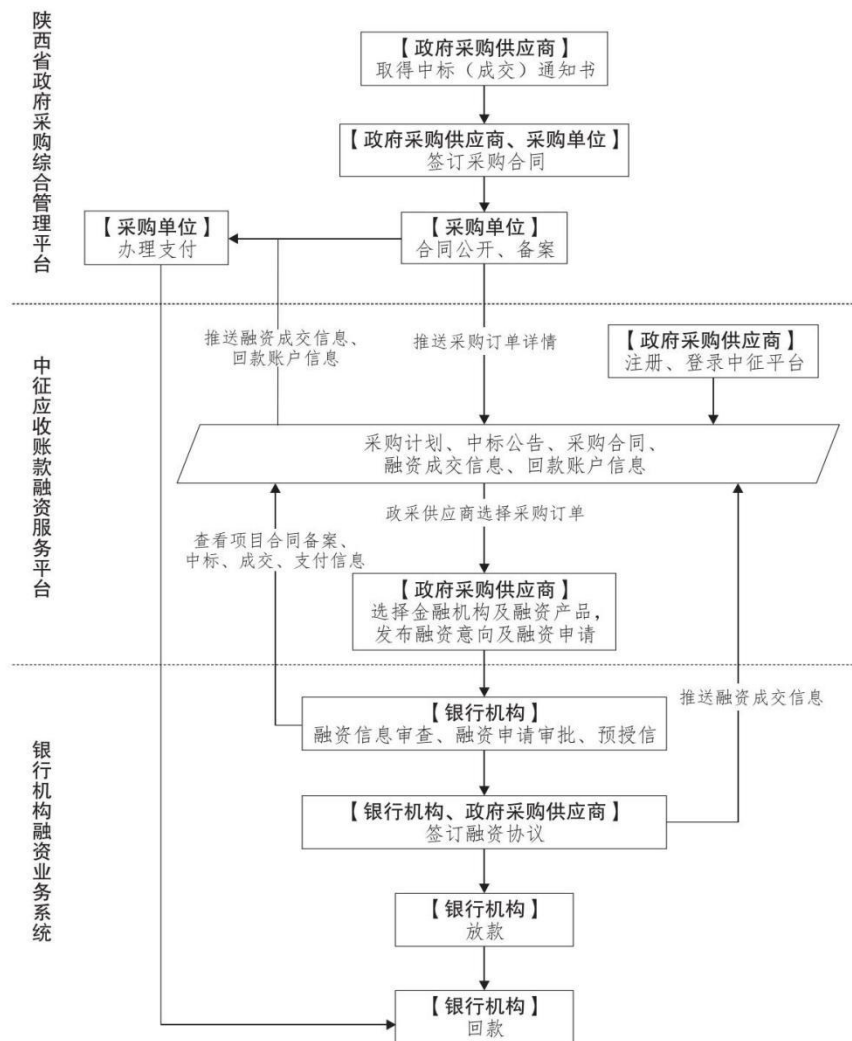 陕西省政府采购综合管理平台
【政府采购供应商】
取得中标（成交）通知书
【政府采购供应商、采购单位】
签订采购合同
【采购单位】
办理支付
【采购单位】
合同公开、备案
中征应收账款融资服务平台
推送融资成交信息、
回款账户信息
推送采购订单详情
【政府采购供应商】
注册、登录中征平台
采购计划、中标公告、采购合同、
融资成交信息、回款账户信息
政采供应商选择采购订单
查看项目合同备案、
中标、成交、支付信息
【政府采购供应商】
选择金融机构及融资产品，
发布融资意向及融资申请
银行机构融资业务系统
【银行机构】
融资信息审查、融资申请审批、预授信
推送融资成交信息
【银行机构、政府采购供应商】
签订融资协议
【银行机构】
放款
【银行机构】
回款